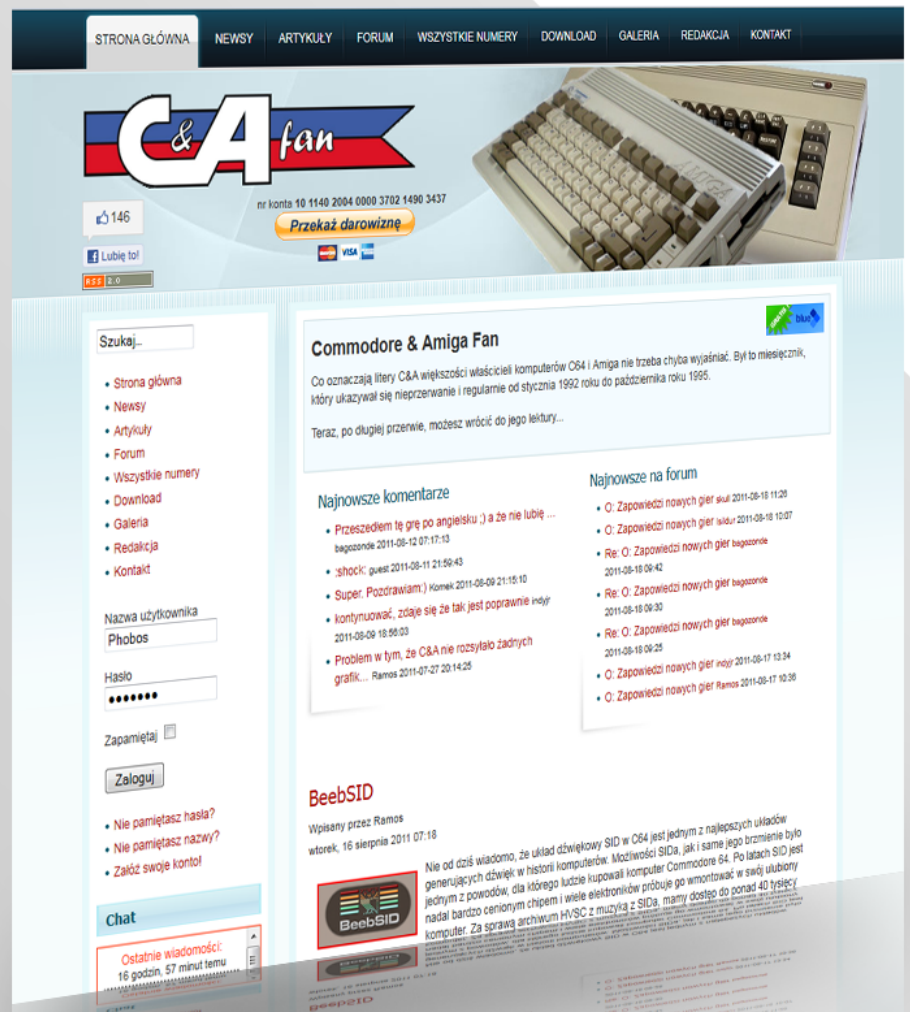 STRONA GŁÓWNA NEWSY ARTYKUŁY FORUM WSZYSTKIE NUMERY DOWNLOAD GALERIA REDAKCJA KONTAKT
C&A fan
AMIGA
146
Lubię to!
RSS 2.0
nr konta 10 1140 2004 0000 3702 1490 3437
Przekaż darowiznę
VISA
Szukaj...
• Strona główna
• Newsy
• Artykuły
• Forum
• Wszystkie numery
• Download
• Galeria
• Redakcja
• Kontakt
Nazwa użytkownika
Phobos
Hasło
•••••••
Zapamiętaj
Zaloguj
• Nie pamiętasz hasła?
• Nie pamiętasz nazwy?
• Załóż swoje konto!
Chat
Ostatnie wiadomości:
16 godzin, 57 minut temu
blue
Commodore & Amiga Fan
Co oznaczają litery C&A większości właścicieli komputerów C64 i Amiga nie trzeba chyba wyjaśniać. Był to miesięcznik,
który ukazywał się nieprzerwanie i regularnie od stycznia 1992 roku do października roku 1995.
Teraz, po długiej przerwie, możesz wrócić do jego lektury...
Najnowsze komentarze
• Przeszedłem tę grę po angielsku ;) a że nie lubię ...
bagozonde 2011-08-12 07:17:13
• :shock: guest 2011-08-11 21:59:43
• Super. Pozdrawiam:) Komek 2011-08-09 21:15:10
• kontynuować, zdaje się że tak jest poprawnie indyjr
2011-08-09 18:56:03
• Problem w tym, że C&A nie rozsyłało żadnych
grafik... Ramos 2011-07-27 20:14:25
Najnowsze na forum
• O: Zapowiedzi nowych gier skull 2011-08-18 11:26
• O: Zapowiedzi nowych gier Isildur 2011-08-18 10:07
• Re: O: Zapowiedzi nowych gier bagozonde
2011-08-18 09:42
• Re: O: Zapowiedzi nowych gier bagozonde
2011-08-18 09:30
• Re: O: Zapowiedzi nowych gier bagozonde
2011-08-18 09:25
• O: Zapowiedzi nowych gier indyjr 2011-08-17 13:34
• O: Zapowiedzi nowych gier Ramos 2011-08-17 10:36
BeebSID
Wpisany przez Ramos
wtorek, 16 sierpnia 2011 07:18
BeebSID
Nie od dziś wiadomo, że układ dźwiękowy SID w C64 jest jednym z najlepszych układów
generujących dźwięk w historii komputerów. Możliwości SIDa, jak i same jego brzmienie było
jednym z powodów, dla którego ludzie kupowali komputer Commodore 64. Po latach SID jest
nadal bardzo cenionym chipem i wiele elektroników próbuje go wmontować w swój ulubiony
komputer. Za sprawą archiwum HVSC z muzyką z SIDa, mamy dostęp do ponad 40 tysięcy